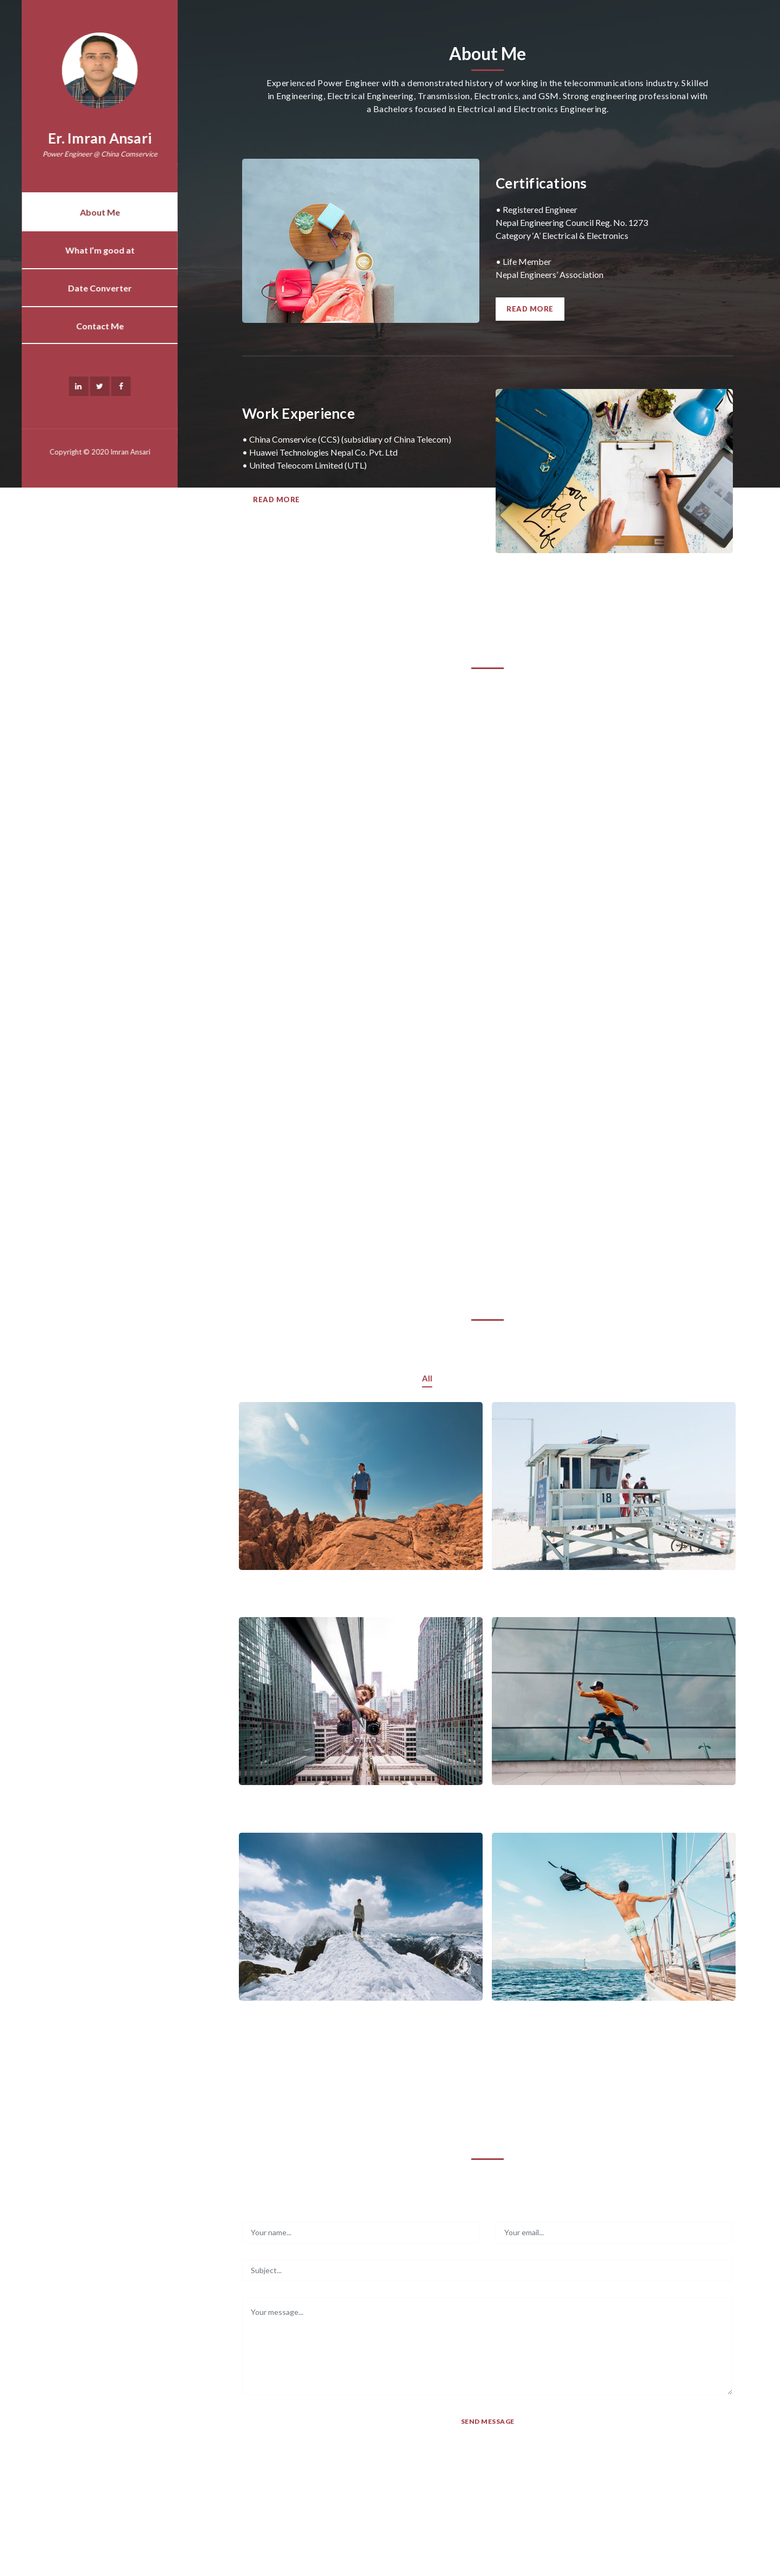 Er. Imran Ansari
Power Engineer @ China Comservice
About Me
What I'm good at
Date Converter
Contact Me
Copyright © 2020 Imran Ansari
About Me
Experienced Power Engineer with a demonstrated history of working in the telecommunications industry. Skilled
in Engineering, Electrical Engineering, Transmission, Electronics, and GSM. Strong engineering professional with
a Bachelors focused in Electrical and Electronics Engineering.
Certifications
• Registered Engineer
Nepal Engineering Council Reg. No. 1273
Category 'A' Electrical & Electronics
• Life Member
Nepal Engineers' Association
READ MORE
Work Experience
• China Comservice (CCS) (subsidiary of China Telecom)
• Huawei Technologies Nepal Co. Pvt. Ltd
• United Teleocom Limited (UTL)
READ MORE
Love
Life
All
18
Your name...
Your email...
Subject...
Your message...
SEND MESSAGE